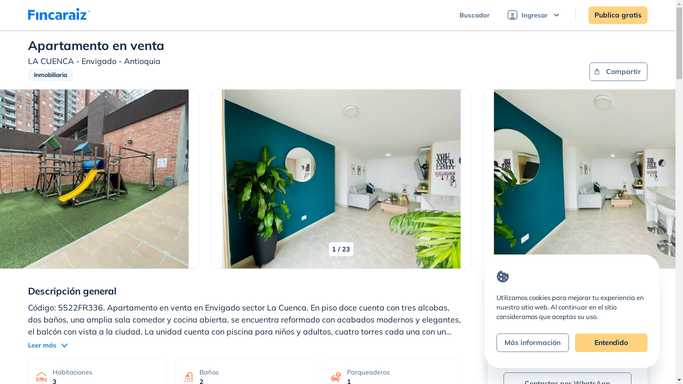 Fincaraiz
Buscador
Ingresar
Publica gratis
Apartamento en venta
LA CUENCA - Envigado - Antioquia
Inmobiliaria
Compartir
1 / 23
Descripción general
Código: 5522FR336. Apartamento en venta en Envigado sector La Cuenca. En piso doce cuenta con tres alcobas,
dos baños, una amplia sala comedor y cocina abierta, se encuentra reformado con acabados modernos y elegantes,
el balcón con vista a la ciudad. La unidad cuenta con piscina para niños y adultos, cuatro torres cada una con un...
Leer más
Habitaciones
3
Baños
2
Parqueaderos
1
Utilizamos cookies para mejorar tu experiencia en
nuestro sitio web. Al continuar en el sitio
consideramos que aceptas su uso.
Más información
Entendido
Contactar por WhatsApp